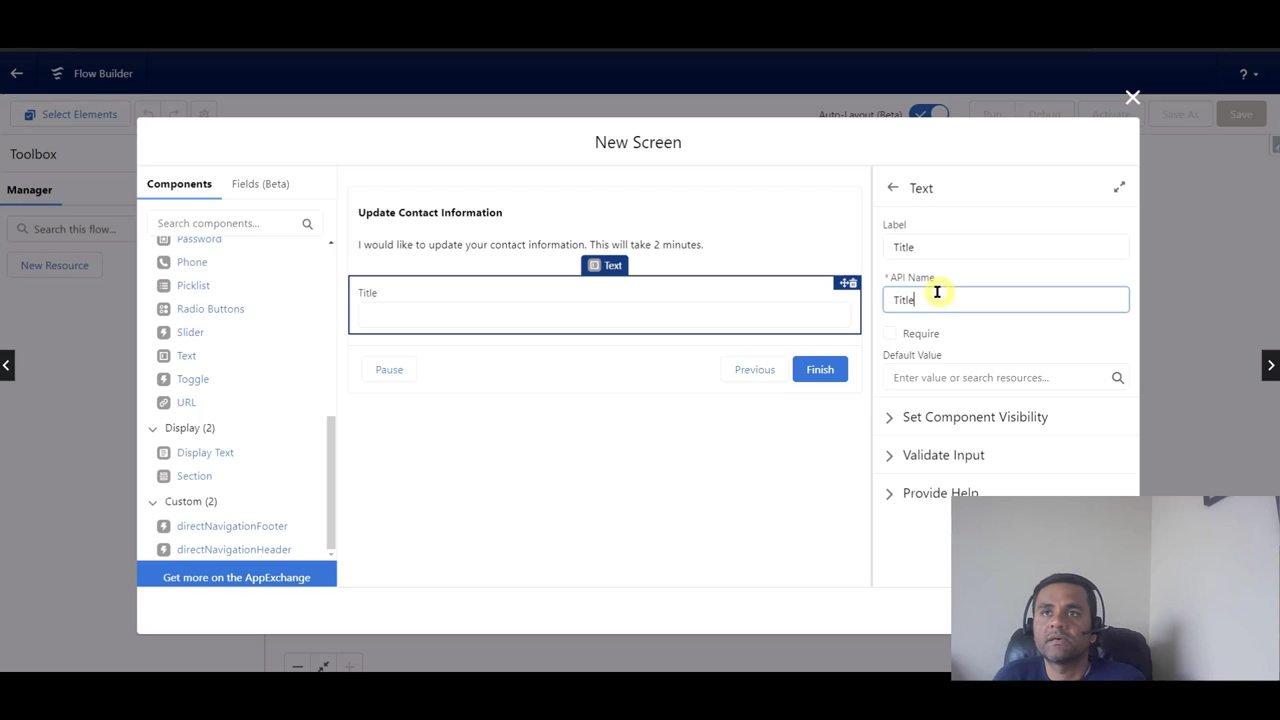 Flow Builder
?
Select Elements
Auto-Layout (Beta)
Run
Debug
Activate
Save As
Save
Toolbox
Manager
Search this flow...
New Resource
New Screen
Components
Fields (Beta)
Search components...
Password
Phone
Picklist
Radio Buttons
Slider
Text
Toggle
URL
Display (2)
Display Text
Section
Custom (2)
directNavigationFooter
directNavigationHeader
Get more on the AppExchange
Update Contact Information
I would like to update your contact information. This will take 2 minutes.
Text
Title
Pause
Previous
Finish
Text
Label
Title
* API Name
Title
Require
Default Value
Enter value or search resources...
Set Component Visibility
Validate Input
Provide Help